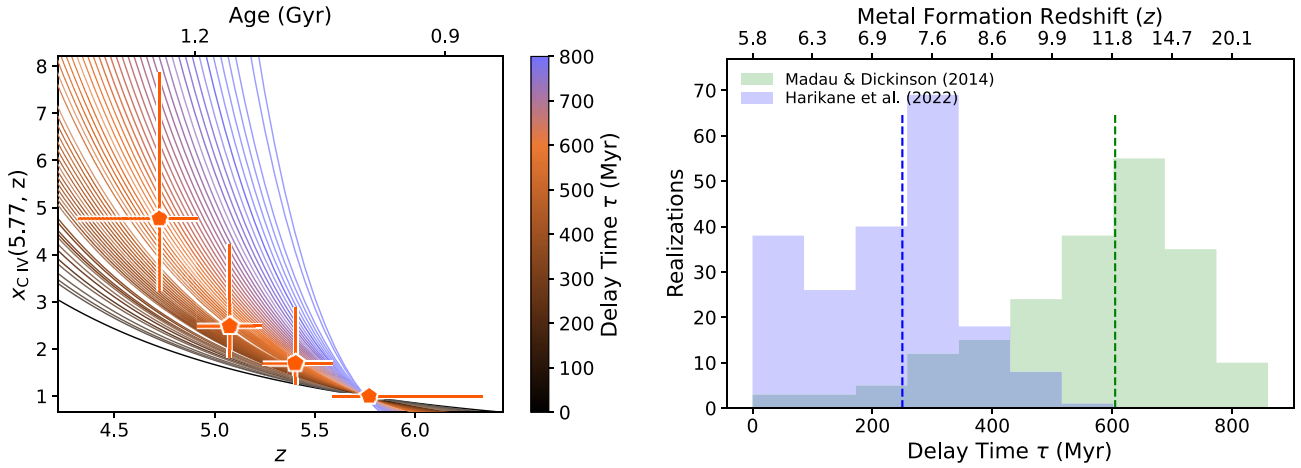 Age (Gyr)
1.2 0.9
8
7
6
5
4
3
2
1
x_C IV(5.77, z)
4.5 5.0 5.5 6.0
z
800
700
600
500
400
300
200
100
0
Delay Time τ (Myr)
Metal Formation Redshift (z)
5.8 6.3 6.9 7.6 8.6 9.9 11.8 14.7 20.1
Madau & Dickinson (2014)
Harikane et al. (2022)
70
60
50
40
30
20
10
0
Realizations
0 200 400 600 800
Delay Time τ (Myr)